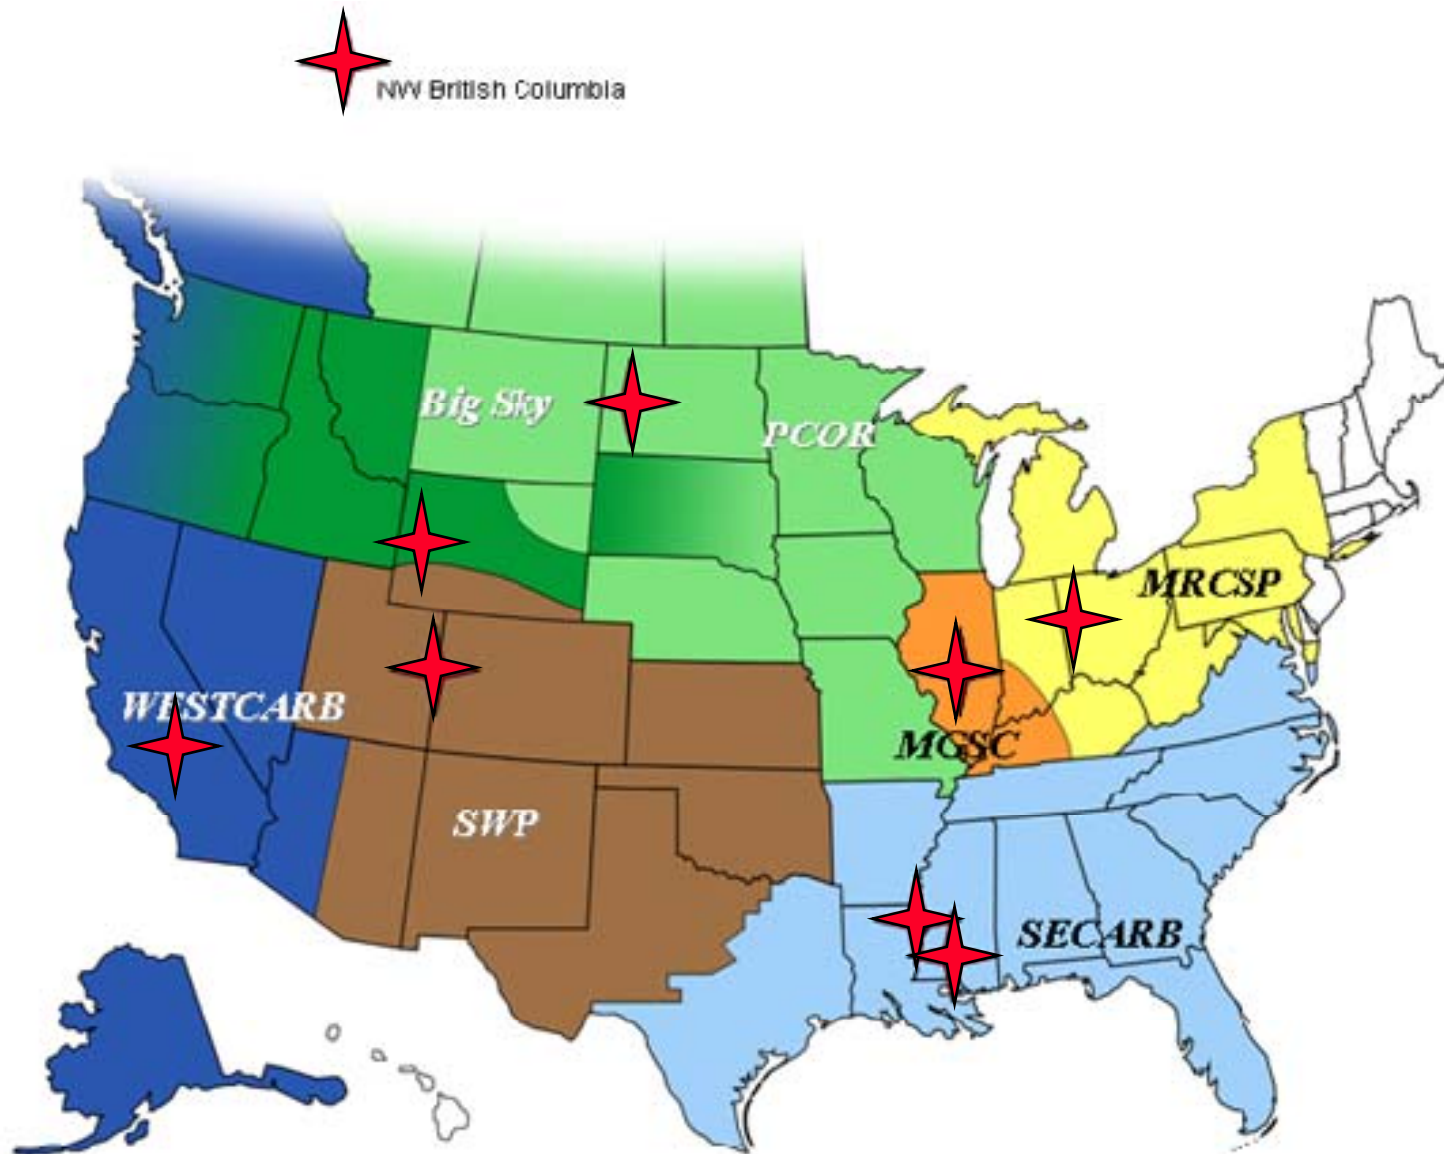 NW British Columbia
Big Sky
PCOR
MRCSP
WESTCARB
MGSC
SWP
SECARB